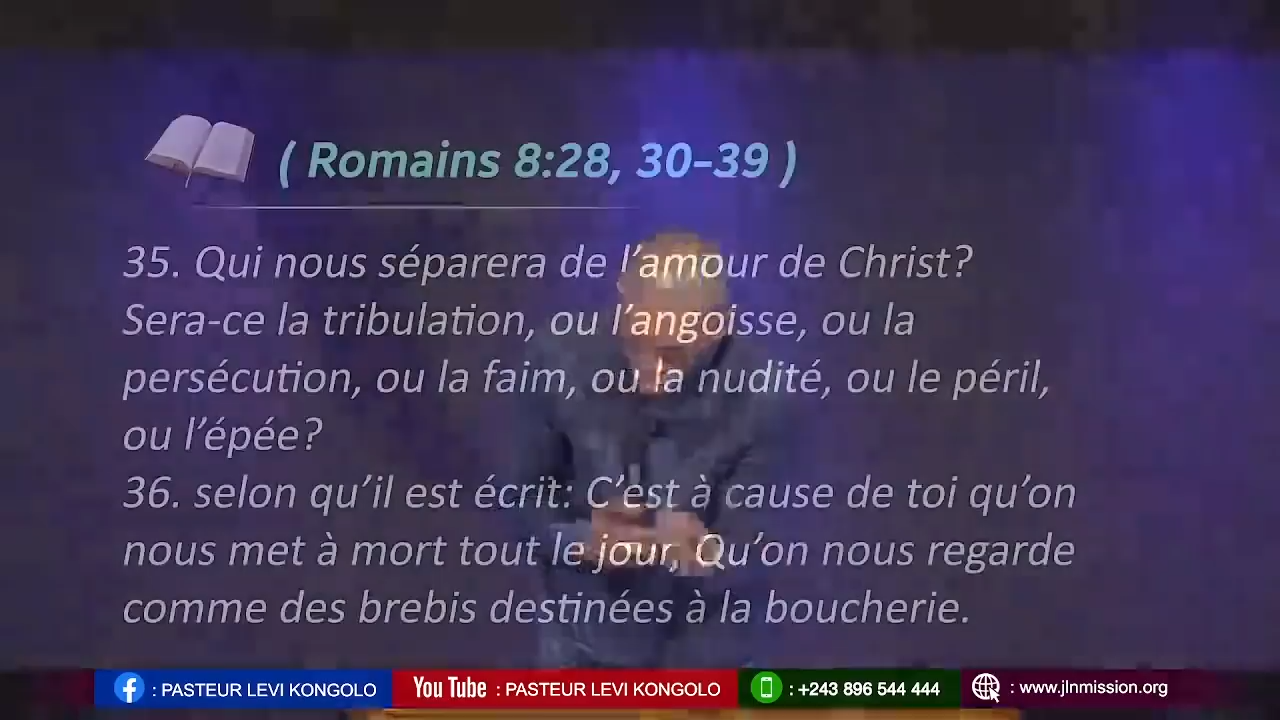 ( Romains 8:28, 30-39 )
35. Qui nous séparera de l’amour de Christ?
Sera-ce la tribulation, ou l’angoisse, ou la
persécution, ou la faim, ou la nudité, ou le péril,
ou l’épée?
36. selon qu’il est écrit: C’est à cause de toi qu’on
nous met à mort tout le jour, Qu’on nous regarde
comme des brebis destinées à la boucherie.
: PASTEUR LEVI KONGOLO You Tube : PASTEUR LEVI KONGOLO : +243 896 544 444 : www.jlnmission.org